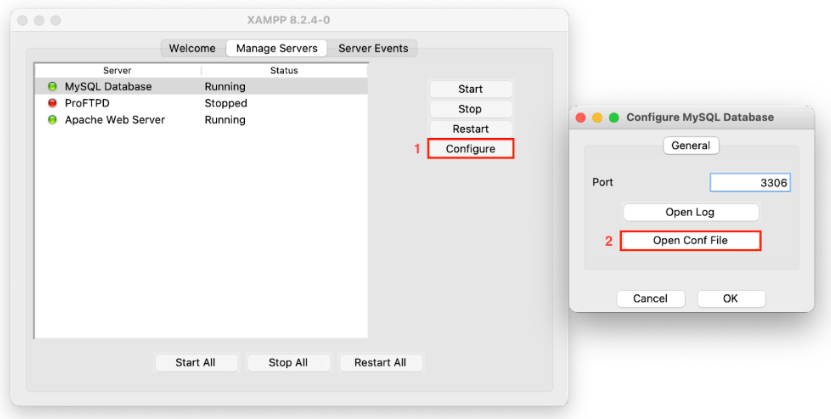 XAMPP 8.2.4-0
Welcome Manage Servers Server Events
Server Status
MySQL Database Running
ProFTPD Stopped
Apache Web Server Running
Start
Stop
Restart
1 Configure
Start All Stop All Restart All
Configure MySQL Database
General
Port 3306
Open Log
2 Open Conf File
Cancel OK